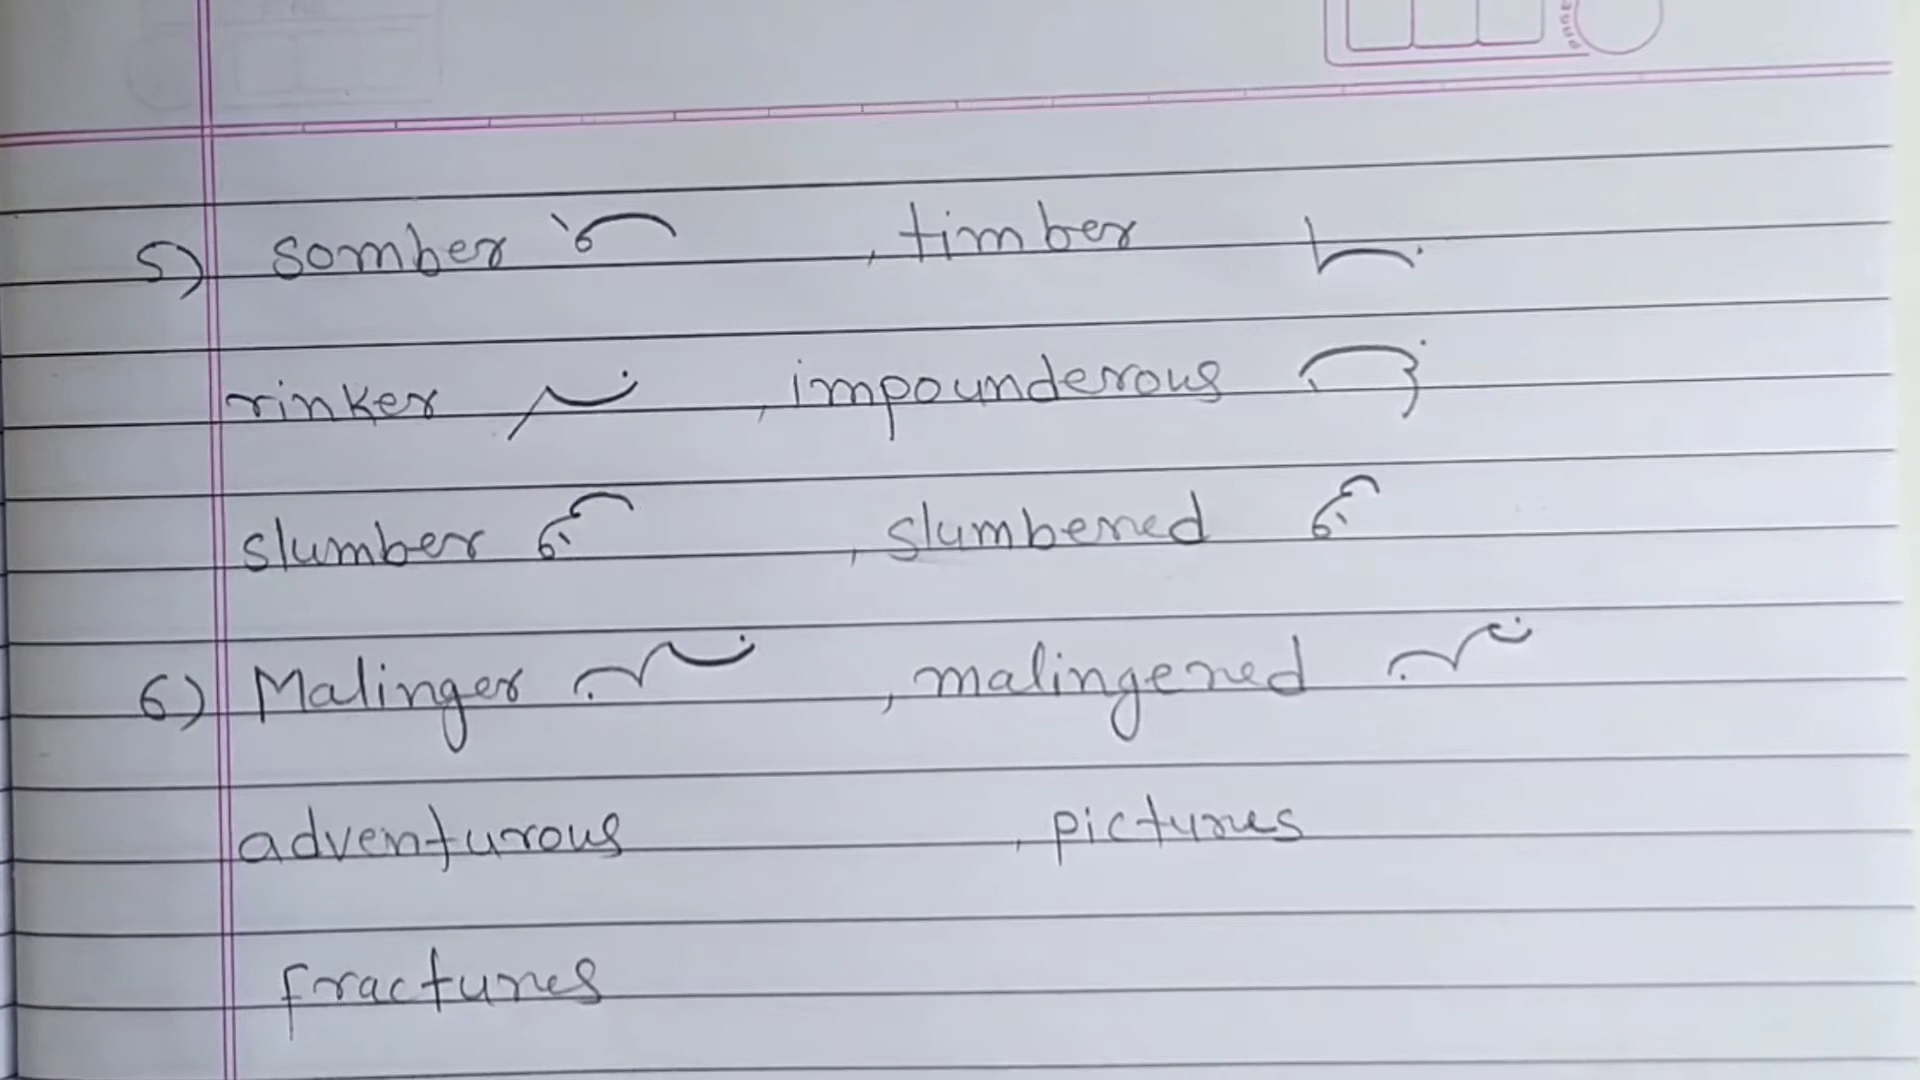 5) somber , timber
rinker , impounderous
slumber , slumbered
6) Malinger , malingered
adventurous , pictures
fractures